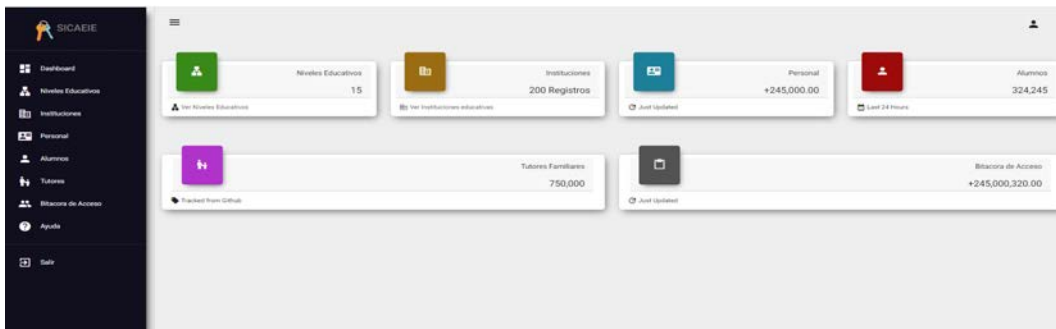 SICAEIE
Dashboard
Niveles Educativos
Instituciones
Personal
Alumnos
Tutores
Bitacora de Acceso
Ayuda
Salir
Niveles Educativos
15
Ver Niveles Educativos
Instituciones
200 Registros
Ver Instituciones educativas
Personal
+245,000.00
Just Updated
Alumnos
324,245
Last 24 Hours
Tutores Familiares
750,000
Tracked from Github
Bitacora de Acceso
+245,000,320.00
Just Updated